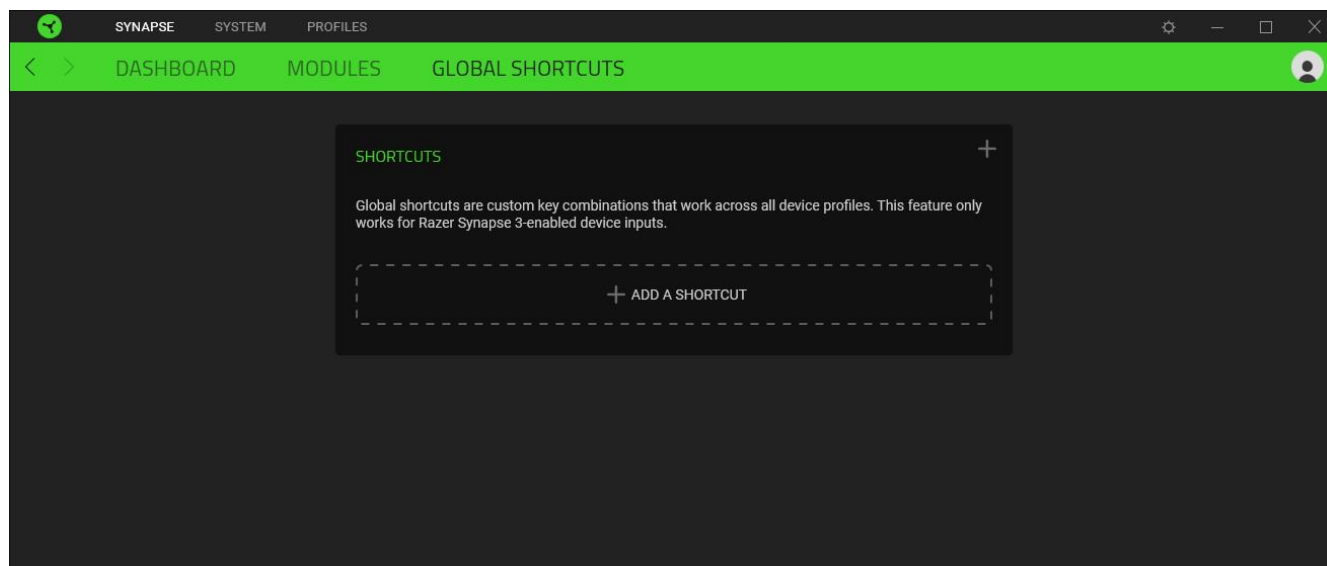 SYNAPSE SYSTEM PROFILES
DASHBOARD MODULES GLOBAL SHORTCUTS
SHORTCUTS
Global shortcuts are custom key combinations that work across all device profiles. This feature only
works for Razer Synapse 3-enabled device inputs.
ADD A SHORTCUT